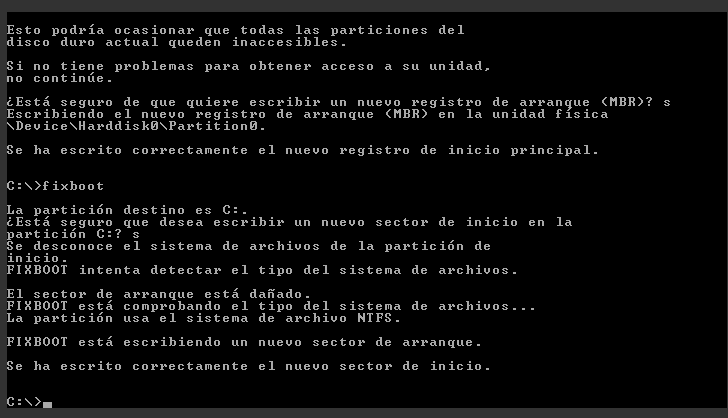 Esto podría ocasionar que todas las particiones del
disco duro actual queden inaccesibles.
Si no tiene problemas para obtener acceso a su unidad,
no continúe.
¿Está seguro de que quiere escribir un nuevo registro de arranque (MBR)? s
Escribiendo el nuevo registro de arranque (MBR) en la unidad física
\Device\Harddisk0\Partition0.
Se ha escrito correctamente el nuevo registro de inicio principal.
C:\>fixboot
La partición destino es C:.
¿Está seguro que desea escribir un nuevo sector de inicio en la
partición C:? s
Se desconoce el sistema de archivos de la partición de
inicio.
FIXBOOT intenta detectar el tipo del sistema de archivos.
El sector de arranque está dañado.
FIXBOOT está comprobando el tipo del sistema de archivos...
La partición usa el sistema de archivo NTFS.
FIXBOOT está escribiendo un nuevo sector de arranque.
Se ha escrito correctamente el nuevo sector de inicio.
C:\>